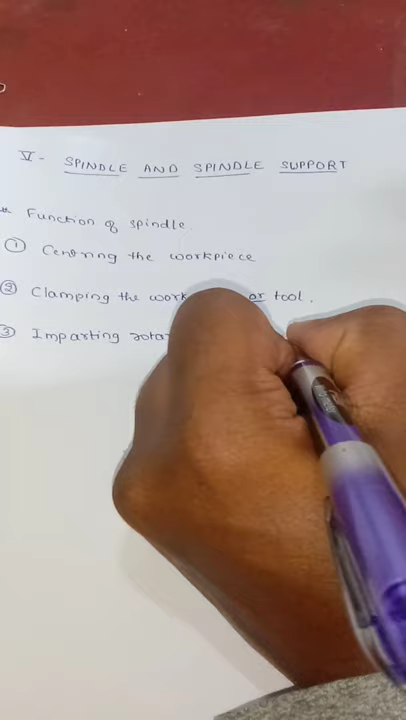 V - SPINDLE AND SPINDLE SUPPORT
Function of spindle.
① Centring the workpiece
② Clamping the work or tool.
③ Imparting rota